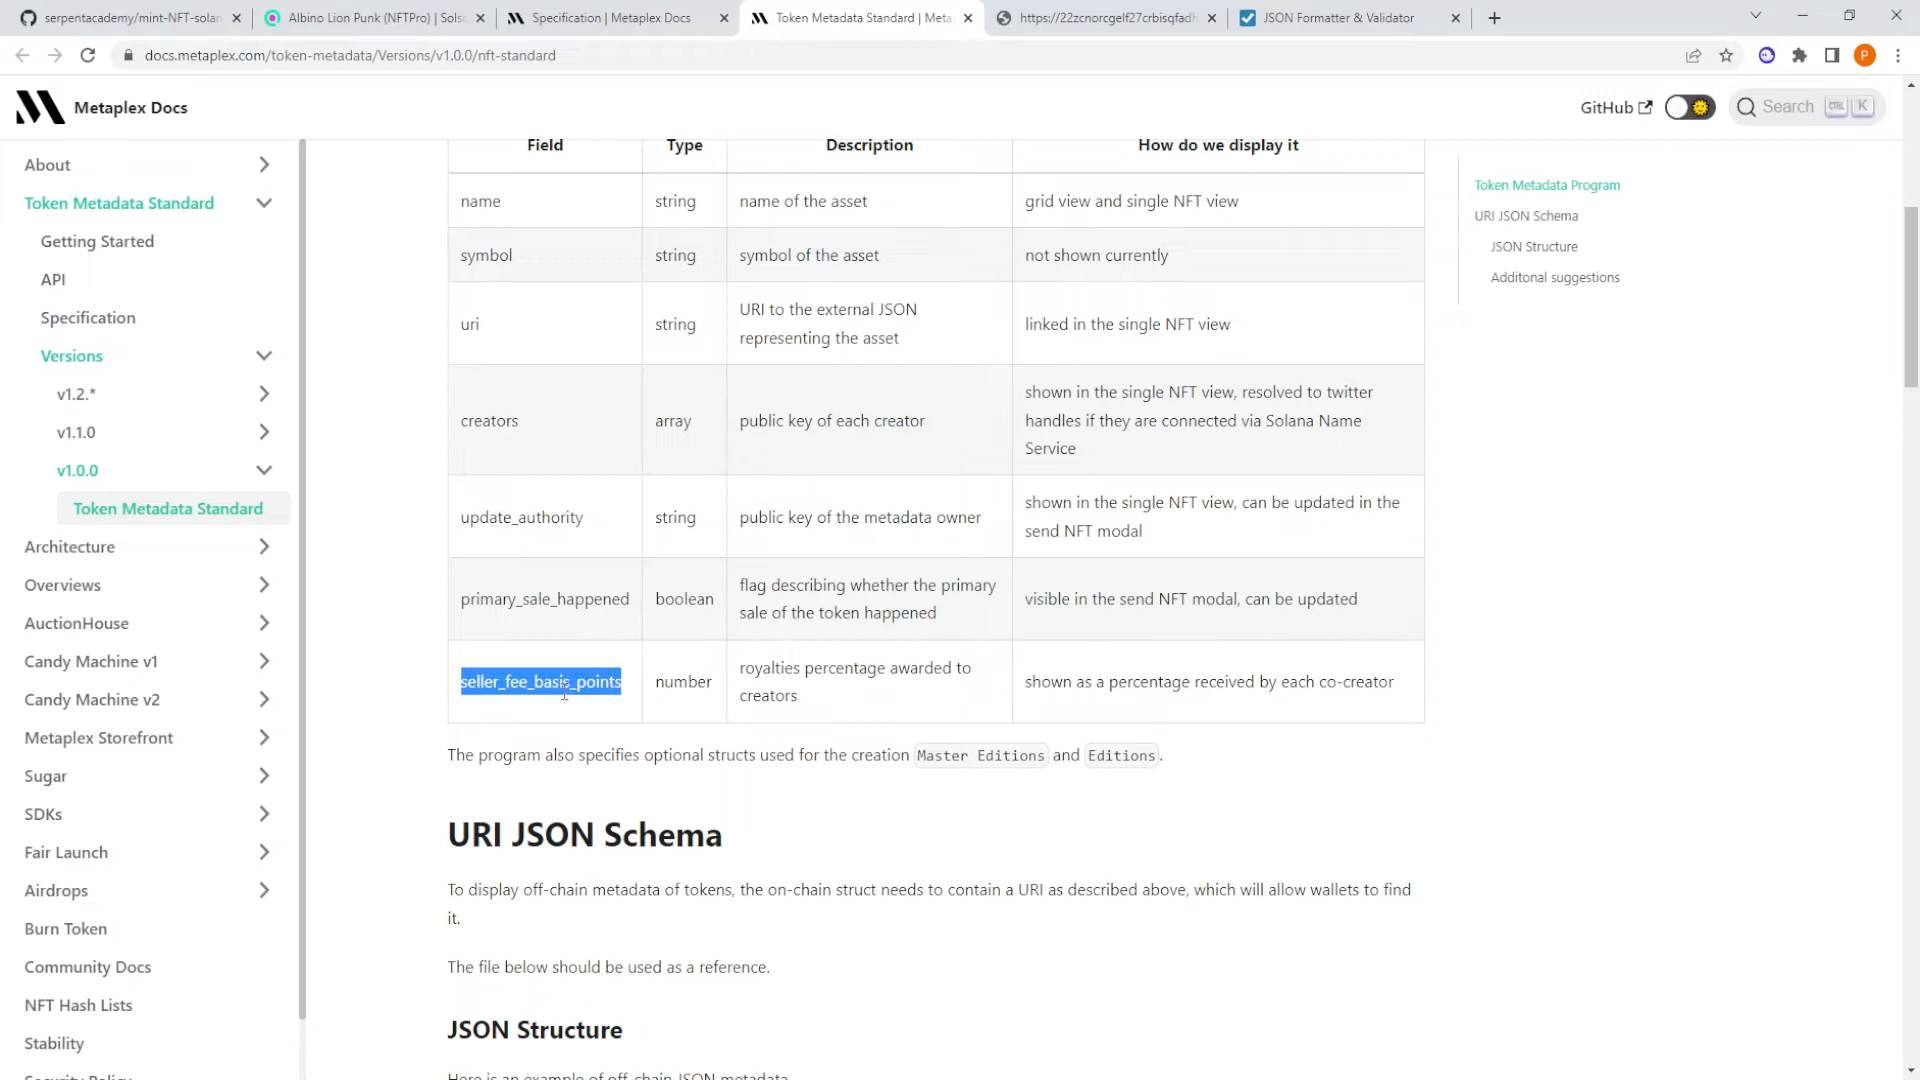 serpentacademy/mint-NFT-solan
Albino Lion Punk (NFTPro) | Solsc
Specification | Metaplex Docs
Token Metadata Standard | Meta
https://22zcnorcgelf27crbisqfadh
JSON Formatter & Validator
docs.metaplex.com/token-metadata/Versions/v1.0.0/nft-standard
P
Metaplex Docs
GitHub
Search
CTRL
K
About
Token Metadata Standard
Getting Started
API
Specification
Versions
v1.2.*
v1.1.0
v1.0.0
Token Metadata Standard
Architecture
Overviews
AuctionHouse
Candy Machine v1
Candy Machine v2
Metaplex Storefront
Sugar
SDKs
Fair Launch
Airdrops
Burn Token
Community Docs
NFT Hash Lists
Stability
Security Policy
Field Type Description How do we display it
name string name of the asset grid view and single NFT view
symbol string symbol of the asset not shown currently
uri string URI to the external JSON
representing the asset linked in the single NFT view
creators array public key of each creator shown in the single NFT view, resolved to twitter
handles if they are connected via Solana Name
Service
update_authority string public key of the metadata owner shown in the single NFT view, can be updated in the
send NFT modal
primary_sale_happened boolean flag describing whether the primary
sale of the token happened visible in the send NFT modal, can be updated
seller_fee_basis_points number royalties percentage awarded to
creators shown as a percentage received by each co-creator
The program also specifies optional structs used for the creation Master Editions and Editions.
URI JSON Schema
To display off-chain metadata of tokens, the on-chain struct needs to contain a URI as described above, which will allow wallets to find
it.
The file below should be used as a reference.
JSON Structure
Here is an example of off-chain JSON metadata
Token Metadata Program
URI JSON Schema
JSON Structure
Additonal suggestions